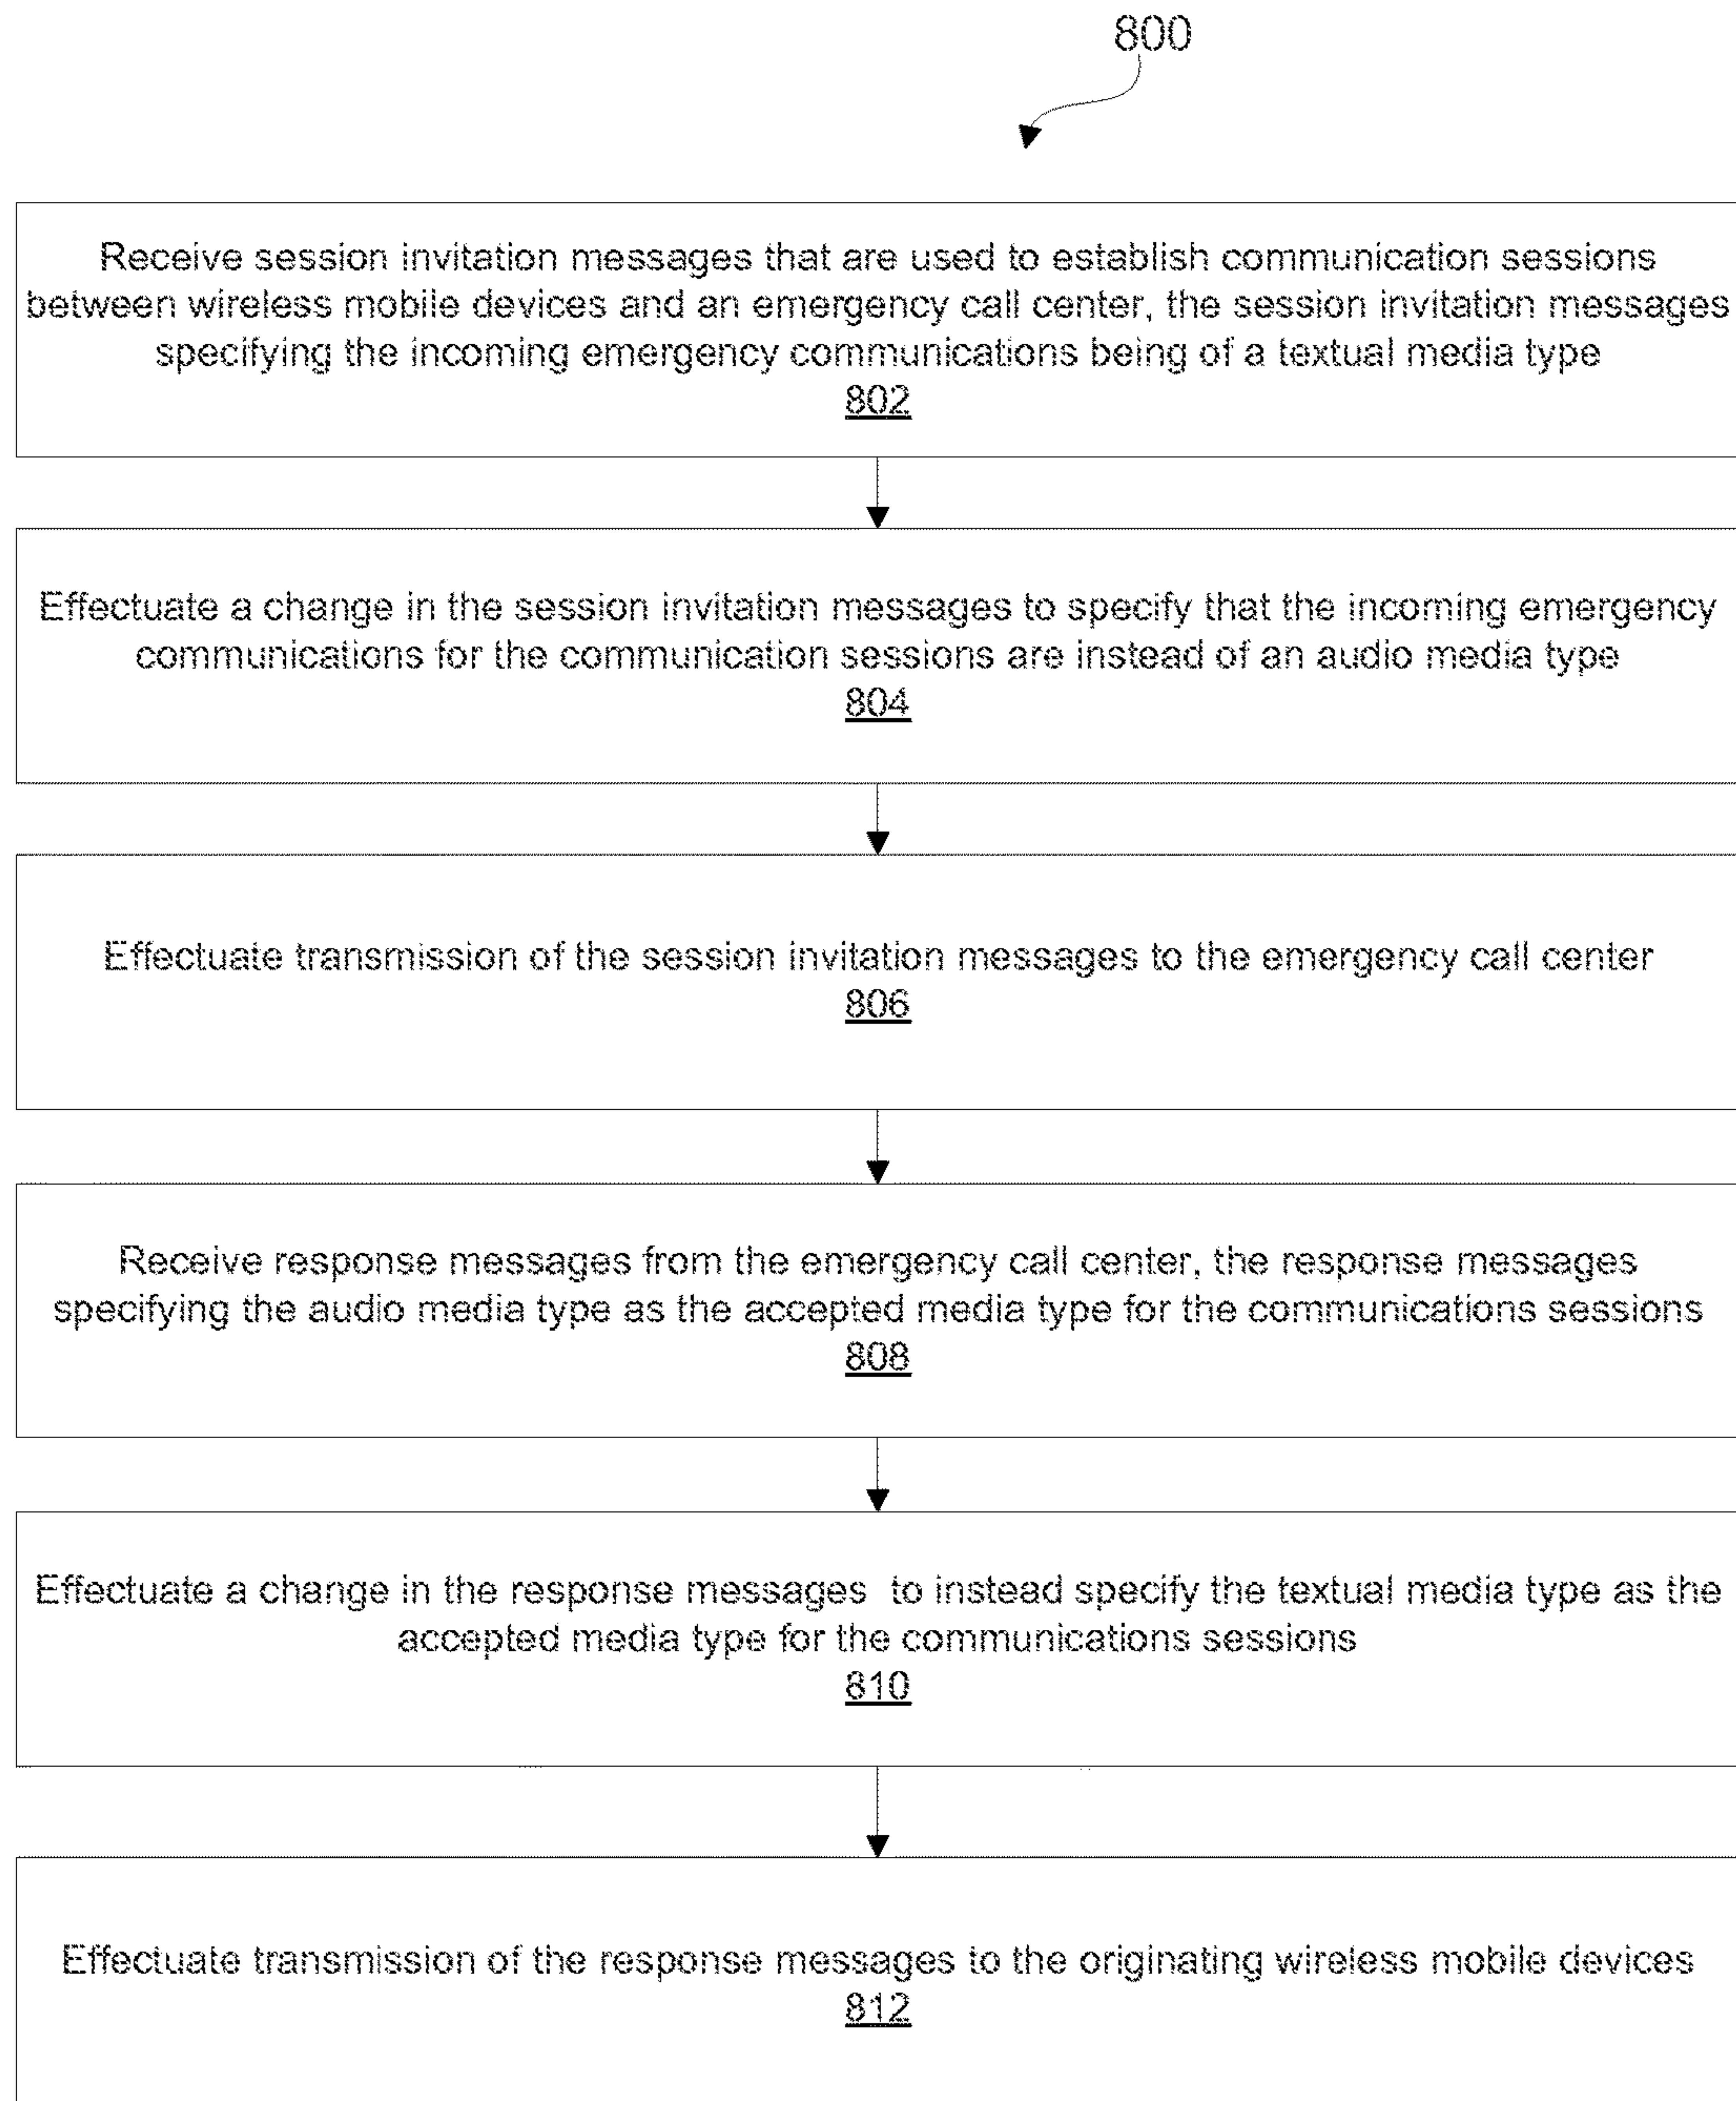 800
Receive session invitation messages that are used to establish communication sessions
between wireless mobile devices and an emergency call center, the session invitation messages
specifying the incoming emergency communications being of a textual media type
802
Effectuate a change in the session invitation messages to specify that the incoming emergency
communications for the communication sessions are instead of an audio media type
804
Effectuate transmission of the session invitation messages to the emergency call center
806
Receive response messages from the emergency call center, the response messages
specifying the audio media type as the accepted media type for the communications sessions
808
Effectuate a change in the response messages to instead specify the textual media type as the
accepted media type for the communications sessions
810
Effectuate transmission of the response messages to the originating wireless mobile devices
812